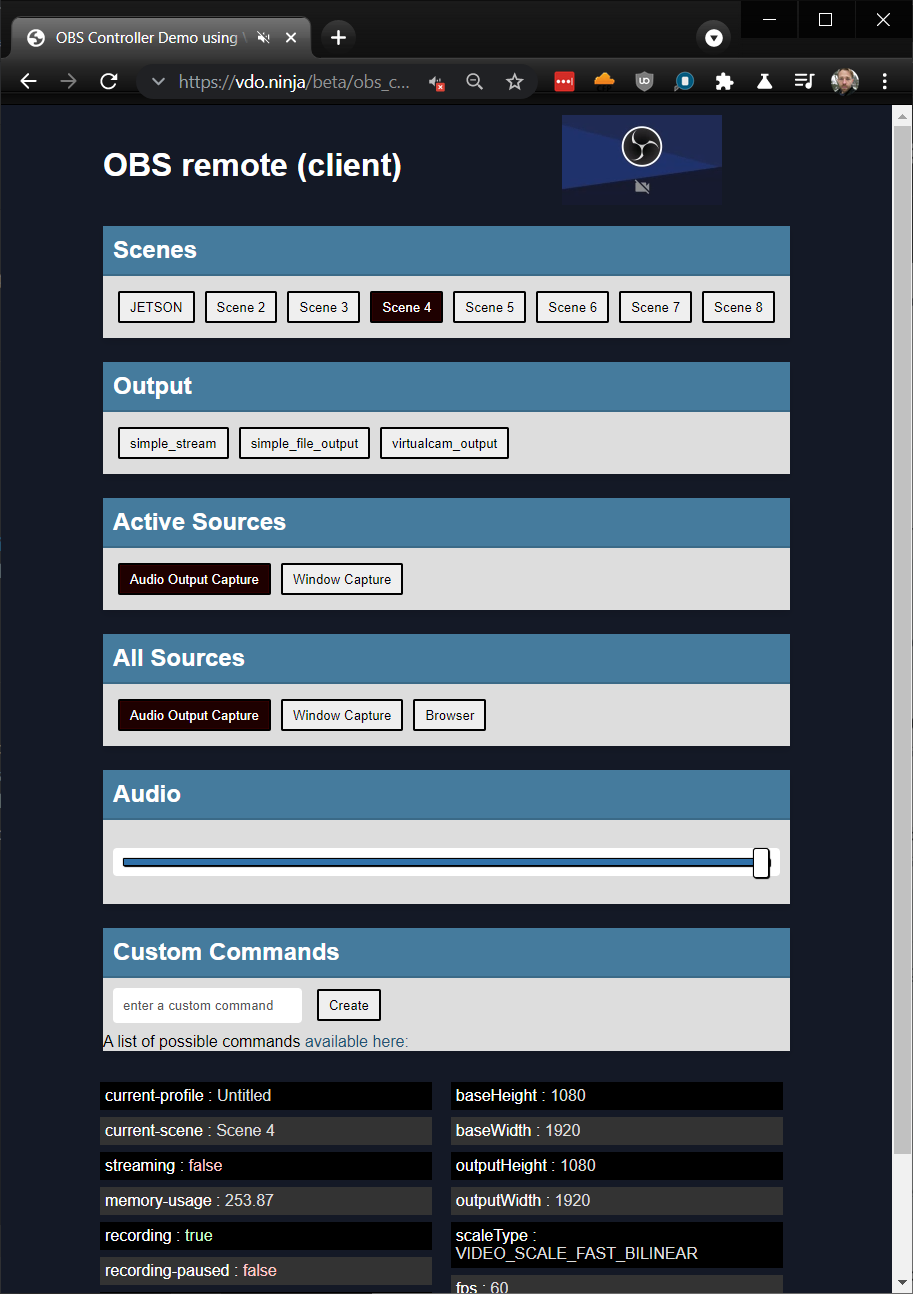 OBS Controller Demo using
https://vdo.ninja/beta/obs_c...
OBS remote (client)
Scenes
JETSON Scene 2 Scene 3 Scene 4 Scene 5 Scene 6 Scene 7 Scene 8
Output
simple_stream simple_file_output virtualcam_output
Active Sources
Audio Output Capture Window Capture
All Sources
Audio Output Capture Window Capture Browser
Audio
Custom Commands
enter a custom command Create
A list of possible commands available here:
current-profile : Untitled
current-scene : Scene 4
streaming : false
memory-usage : 253.87
recording : true
recording-paused : false
baseHeight : 1080
baseWidth : 1920
outputHeight : 1080
outputWidth : 1920
scaleType :
VIDEO_SCALE_FAST_BILINEAR
fps : 60